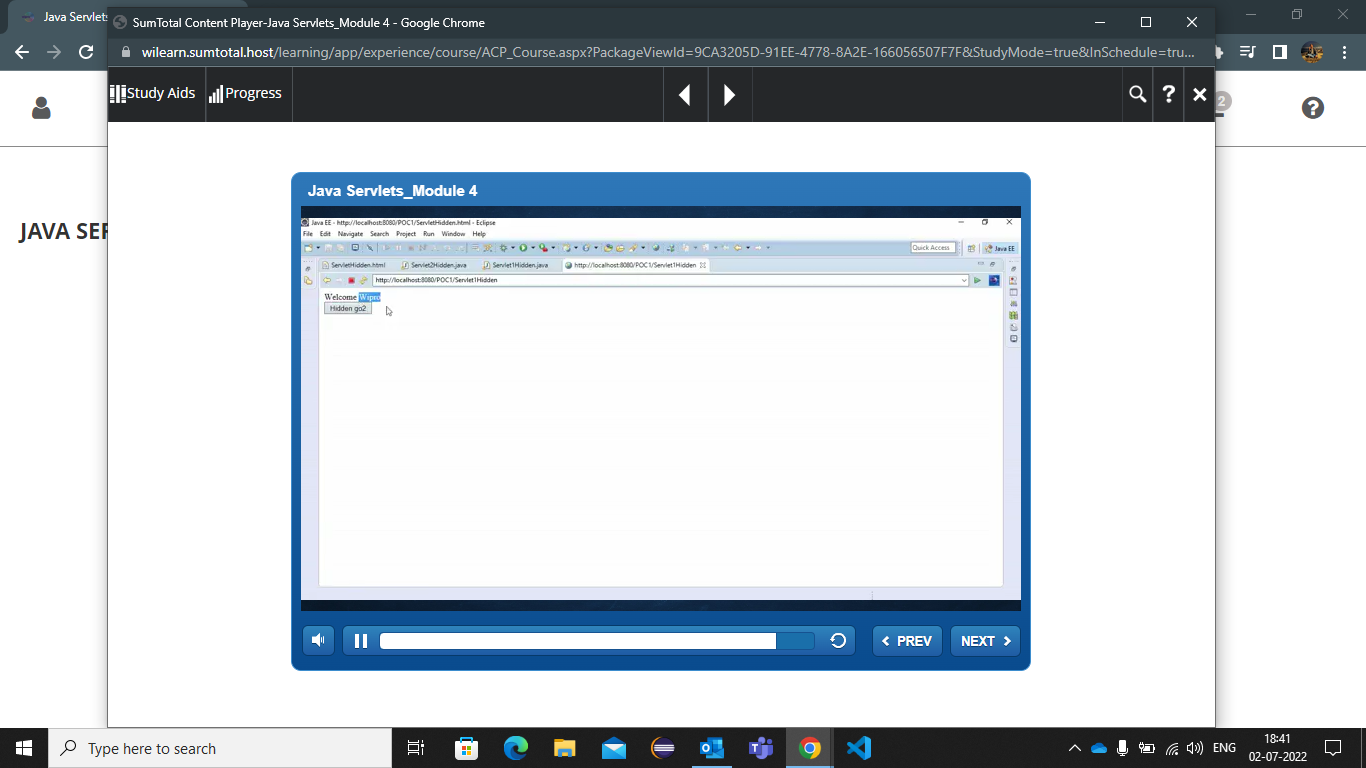 Java Servlets
SumTotal Content Player-Java Servlets_Module 4 - Google Chrome
wilearn.sumtotal.host/learning/app/experience/course/ACP_Course.aspx?PackageViewId=9CA3205D-91EE-4778-8A2E-166056507F7F&StudyMode=true&InSchedule=tru...
Study Aids
Progress
?
2
?
JAVA SER
Java Servlets_Module 4
Java EE - http://localhost:8080/POC1/ServletHidden.html - Eclipse
File Edit Navigate Search Project Run Window Help
Quick Access
Java EE
ServletHidden.html
Servlet2Hidden.java
Servlet1Hidden.java
http://localhost:8080/POC1/Servlet1Hidden
http://localhost:8080/POC1/Servlet1Hidden
Welcome Wipro
Hidden go2
PREV
NEXT
Type here to search
ENG
18:41
02-07-2022